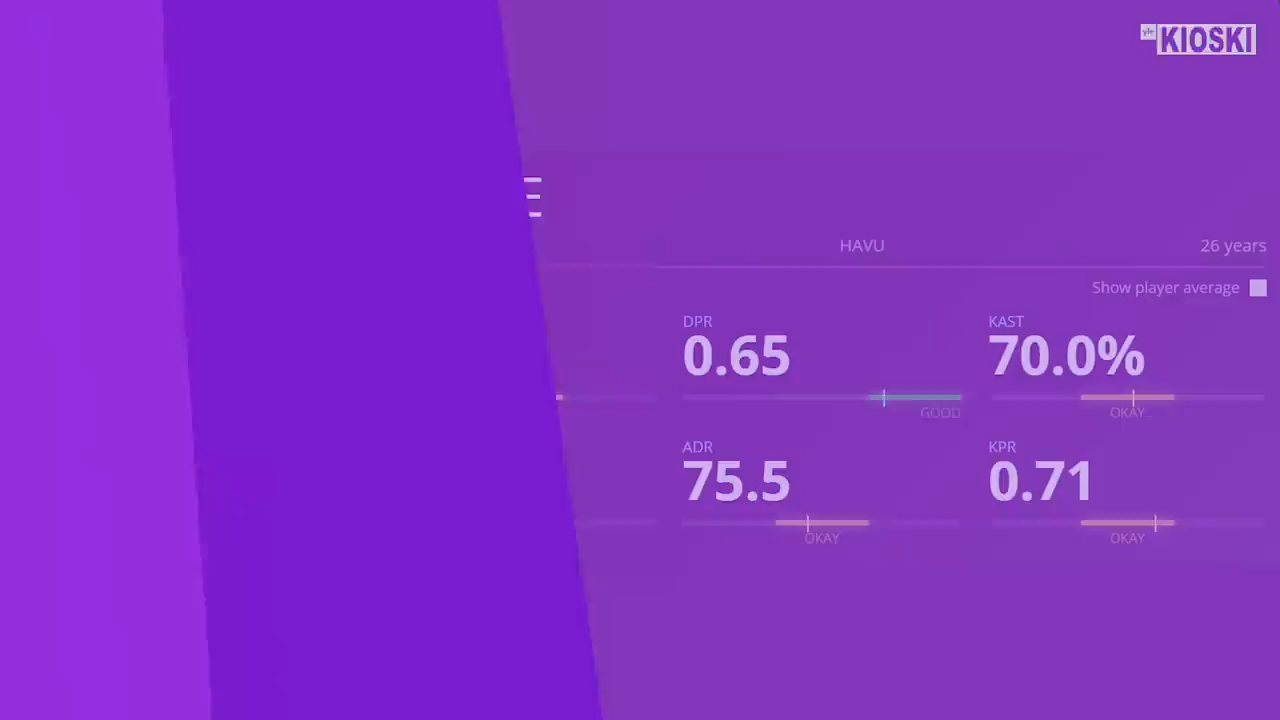 yle KIOSKI
E
HAVU 26 years
Show player average
DPR KAST
0.65 70.0%
GOOD OKAY
ADR KPR
75.5 0.71
OKAY OKAY